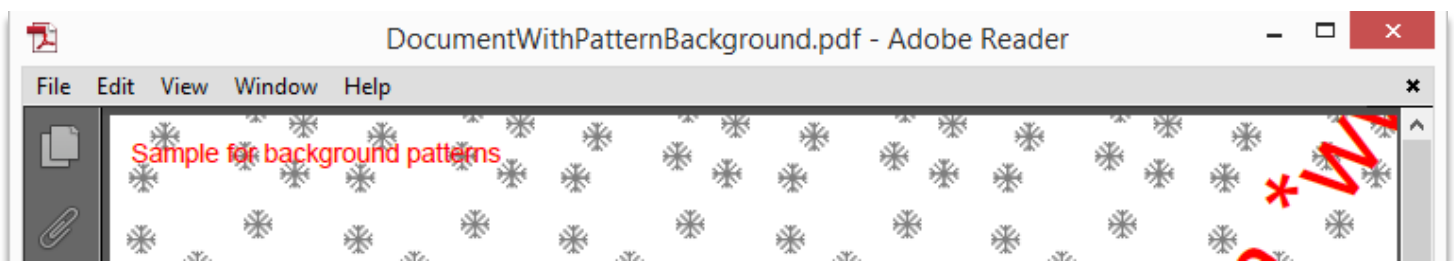 DocumentWithPatternBackground.pdf - Adobe Reader
File Edit View Window Help
Sample for background patterns
*W